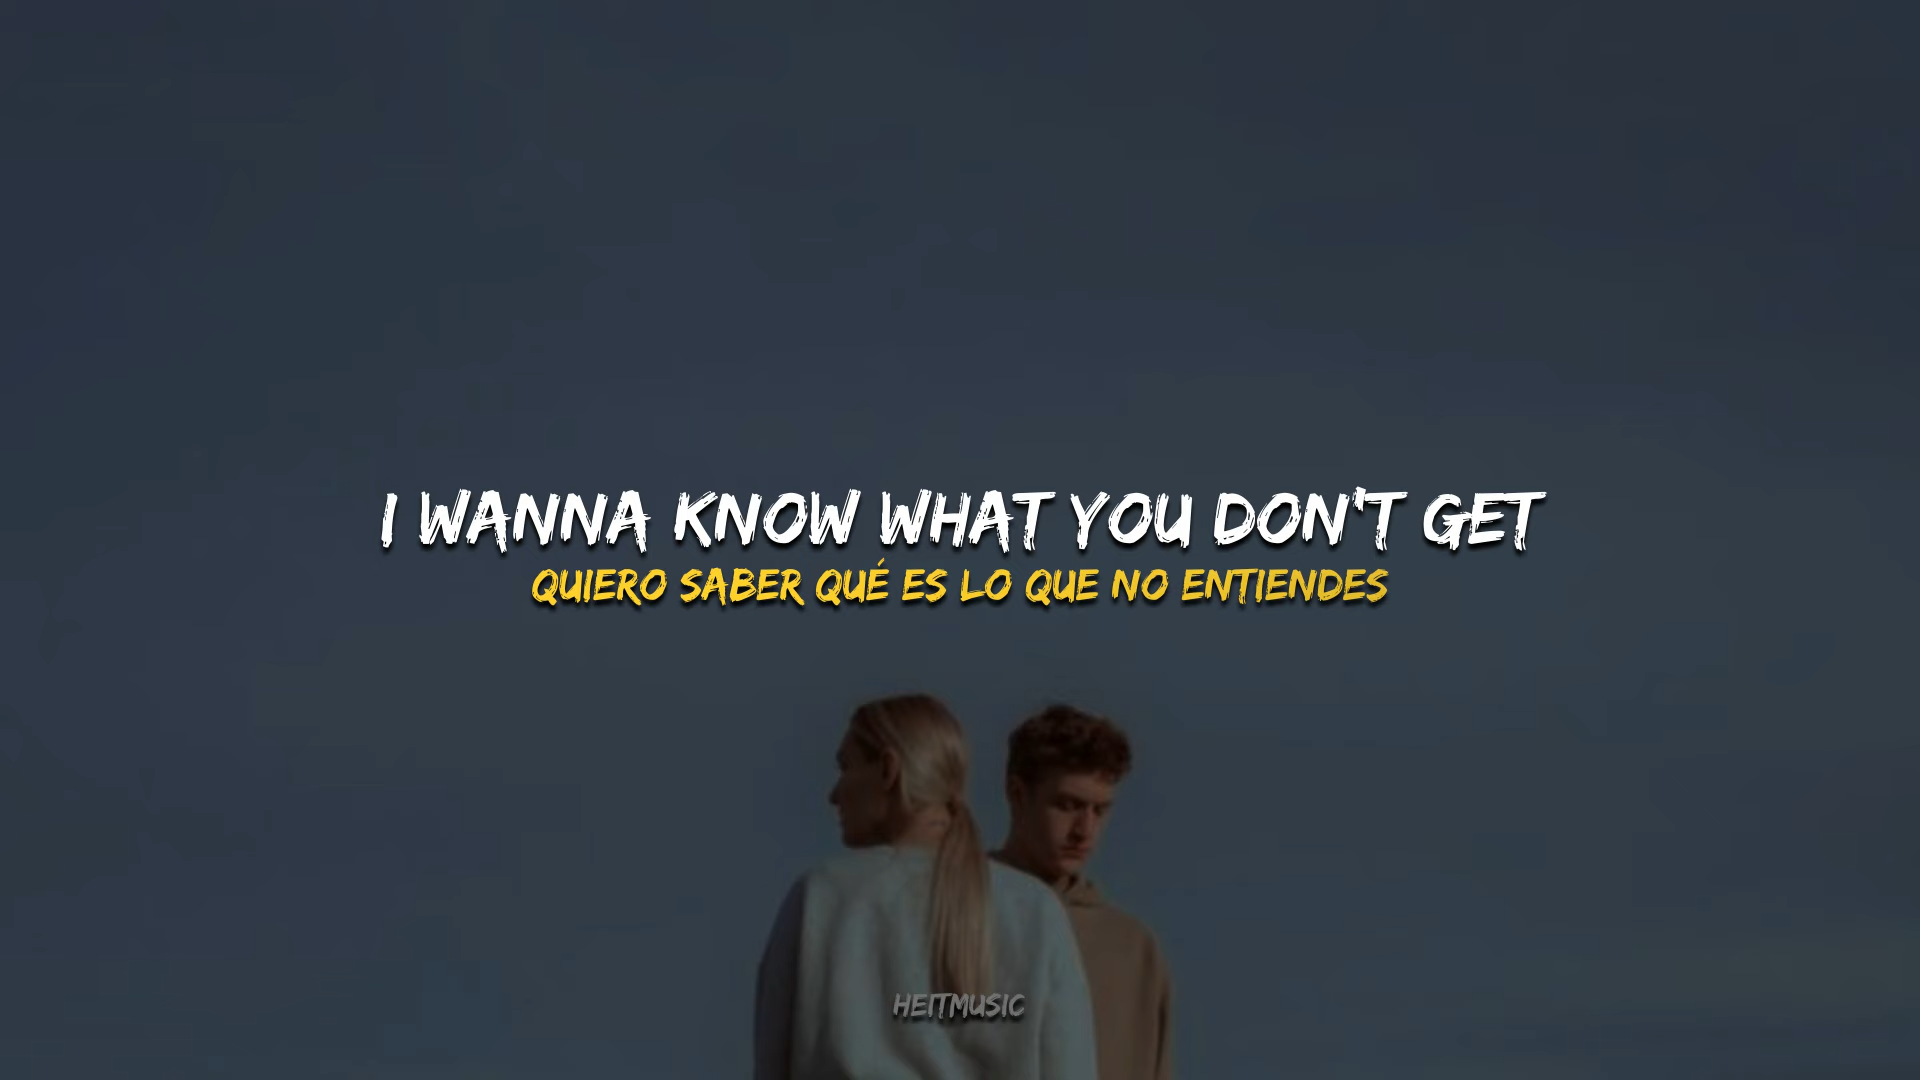 I WANNA KNOW WHAT YOU DON'T GET
QUIERO SABER QUÉ ES LO QUE NO ENTIENDES
HEITMUSIC